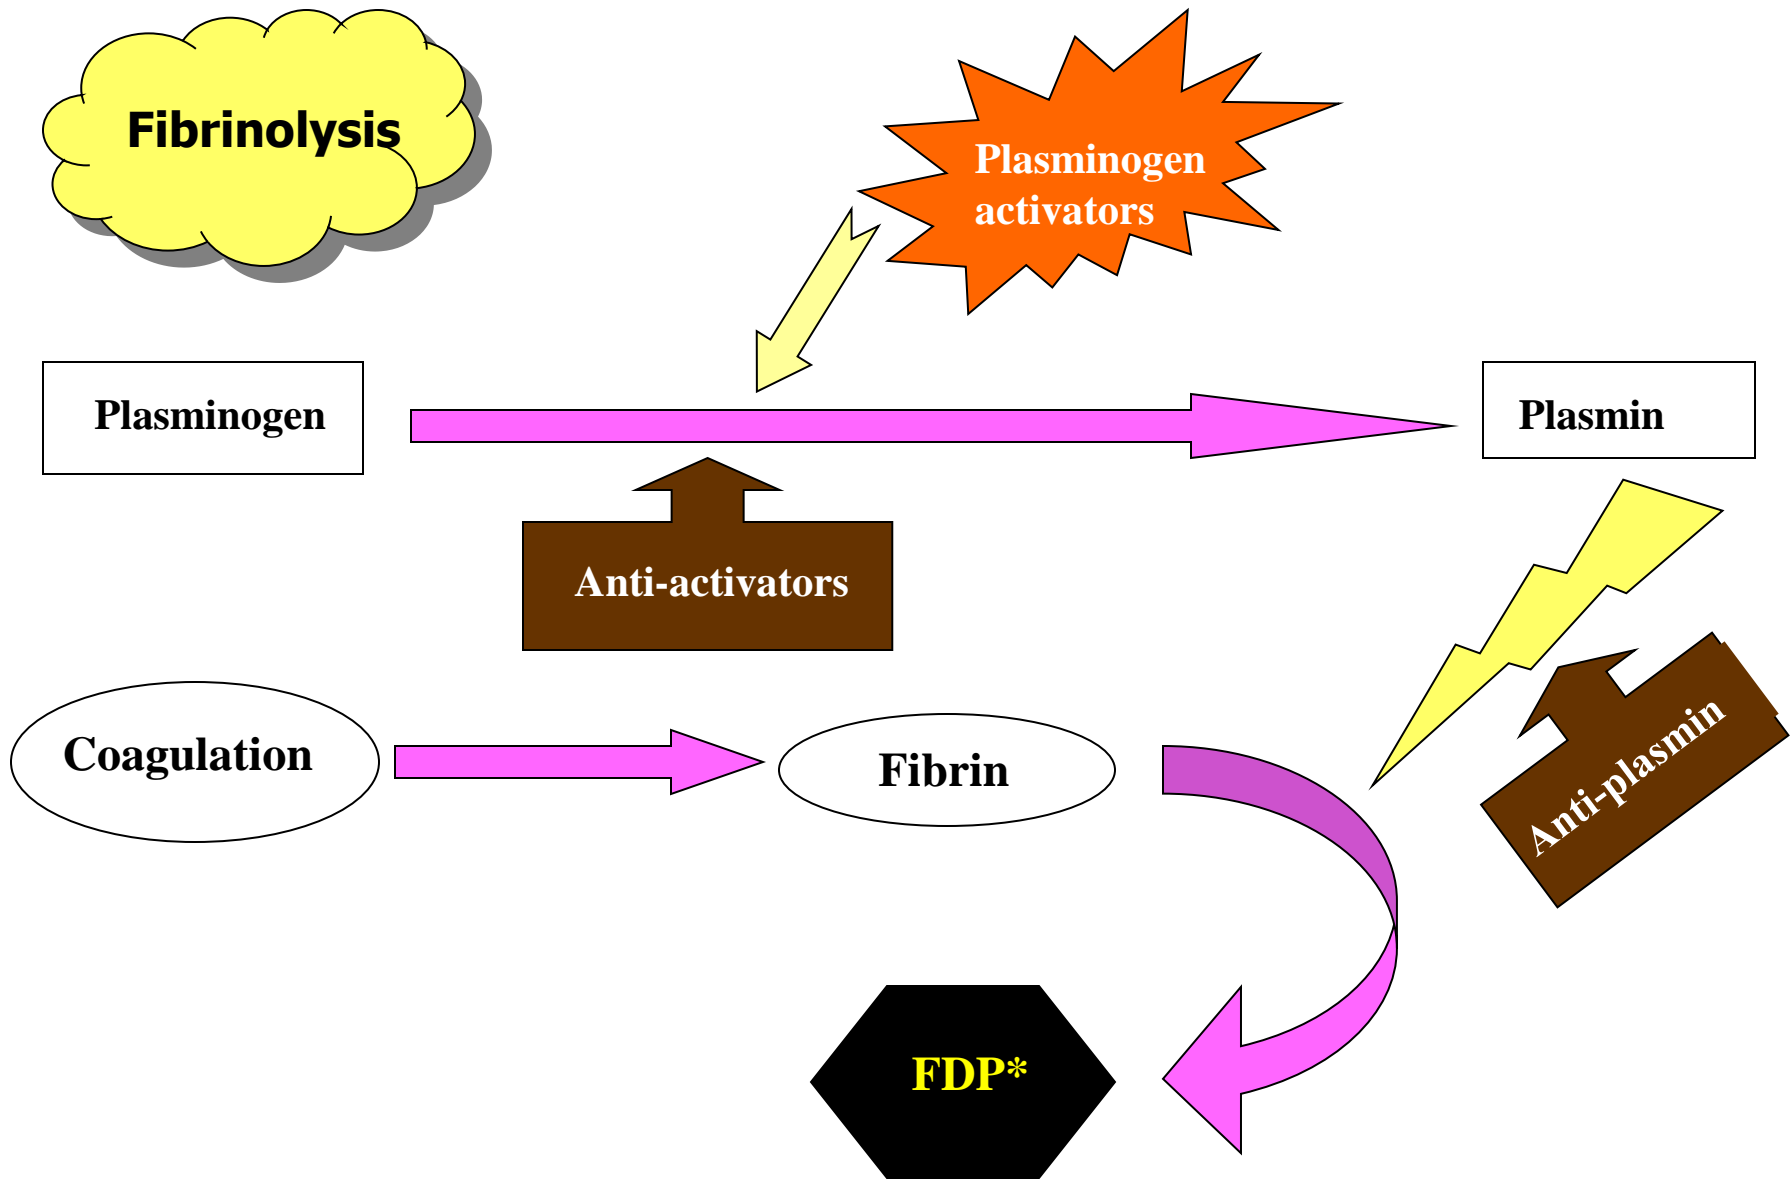 Fibrinolysis
Plasminogen
activators
Plasminogen
Plasmin
Anti-activators
Coagulation
Fibrin
Anti-plasmin
FDP*